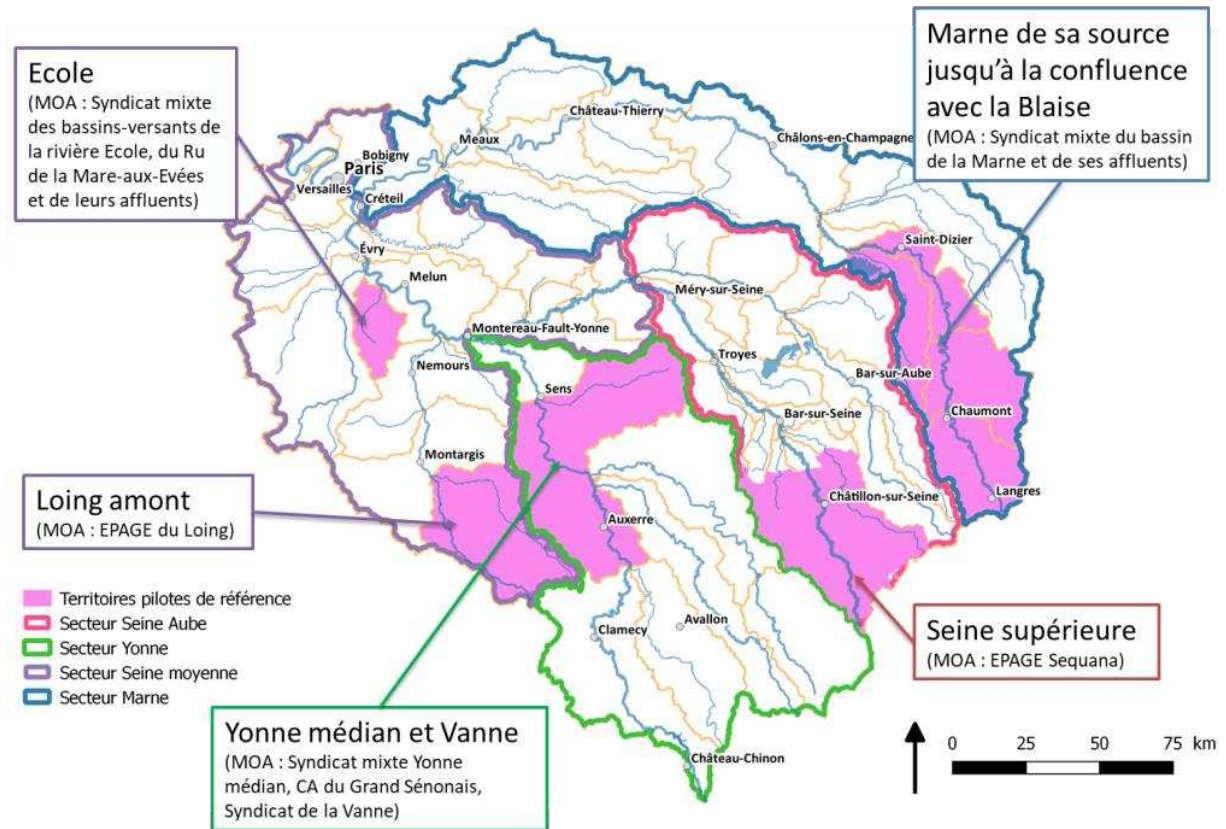 Ecole
(MOA : Syndicat mixte
des bassins-versants de
la rivière Ecole, du Ru
de la Mare-aux-Evées
et de leurs affluents)
Marne de sa source
jusqu'à la confluence
avec la Blaise
(MOA : Syndicat mixte du bassin
de la Marne et de ses affluents)
Château-Thierry
Meaux
Châlons-en-Champagne
Bobigny
Paris
Versailles
Créteil
Saint-Dizier
Évry
Melun
Méry-sur-Seine
Montereau-Fault-Yonne
Troyes
Nemours
Bar-sur-Aube
Sens
Bar-sur-Seine
Chaumont
Montargis
Langres
Châtillon-sur-Seine
Auxerre
Loing amont
(MOA : EPAGE du Loing)
Clamecy
Avallon
Château-Chinon
Territoires pilotes de référence
Secteur Seine Aube
Secteur Yonne
Secteur Seine moyenne
Secteur Marne
Seine supérieure
(MOA : EPAGE Sequana)
Yonne médian et Vanne
(MOA : Syndicat mixte Yonne
médian, CA du Grand Sénonais,
Syndicat de la Vanne)
0 25 50 75 km